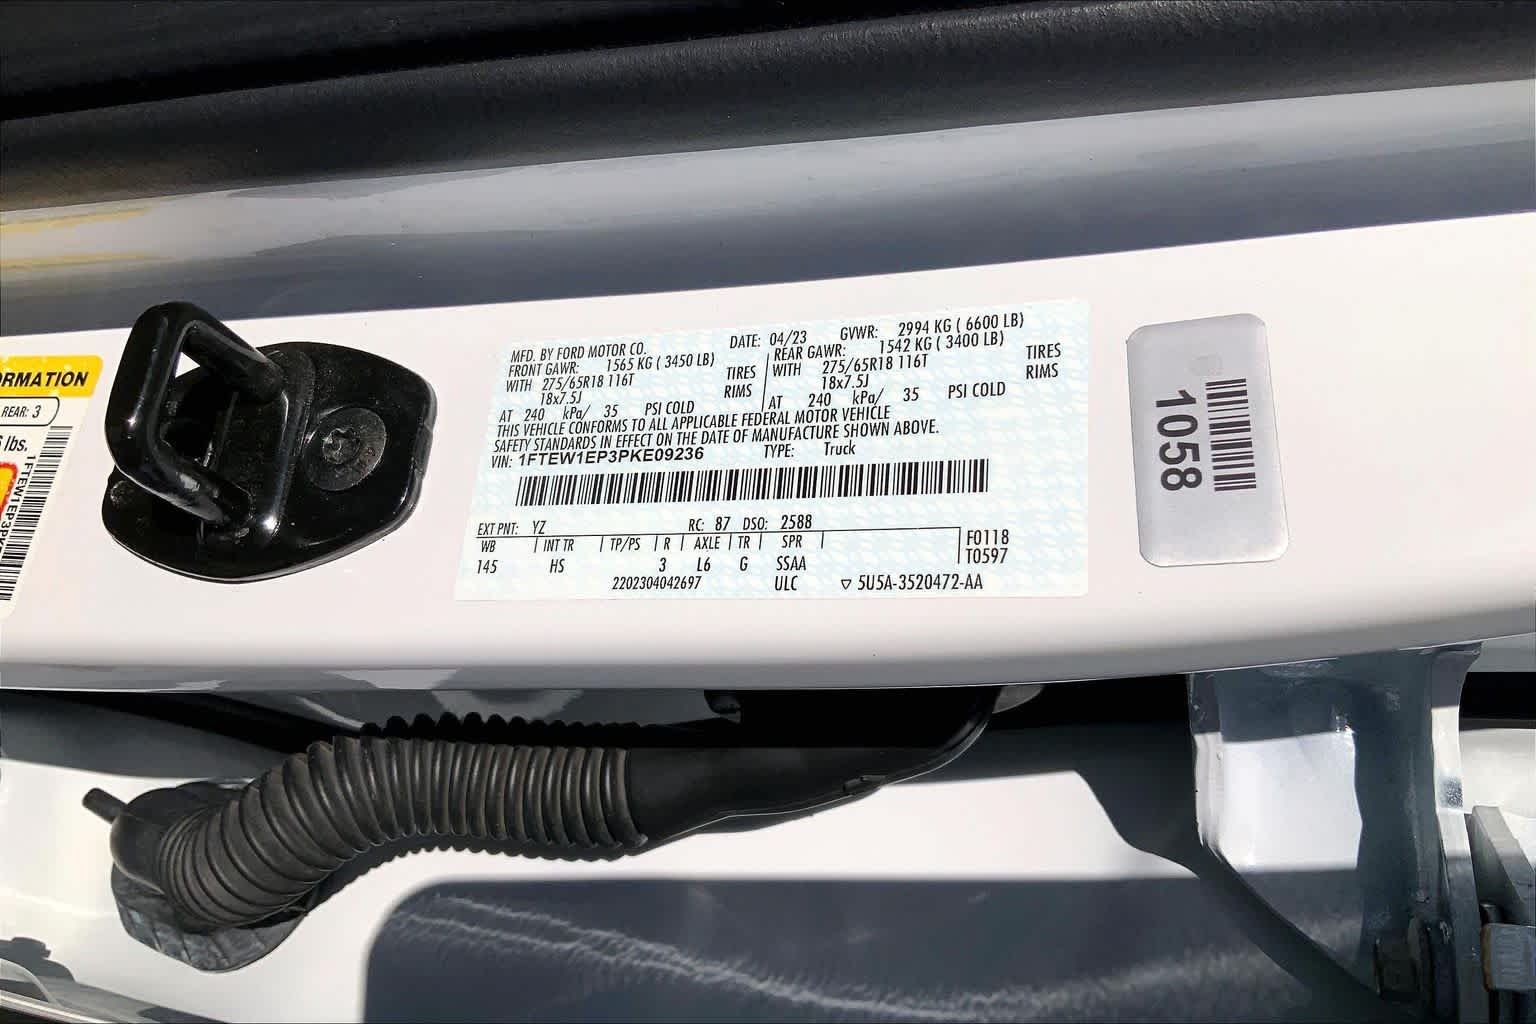 ORMATION
REAR: 3
lbs.
1FTEW1EP3PK
MFD. BY FORD MOTOR CO.
DATE: 04/23 GVWR: 2994 KG ( 6600 LB)
FRONT GAWR: 1565 KG ( 3450 LB)
REAR GAWR: 1542 KG ( 3400 LB)
WITH 275/65R18 116T TIRES
WITH 275/65R18 116T TIRES
18x7.5J RIMS
18x7.5J RIMS
AT 240 kPa/ 35 PSI COLD
AT 240 kPa/ 35 PSI COLD
THIS VEHICLE CONFORMS TO ALL APPLICABLE FEDERAL MOTOR VEHICLE
SAFETY STANDARDS IN EFFECT ON THE DATE OF MANUFACTURE SHOWN ABOVE.
VIN: 1FTEW1EP3PKE09236 TYPE: Truck
EXT PNT: YZ RC: 87 DSO: 2588
WB INT TR TP/PS R AXLE TR SPR F0118
145 HS 3 L6 G SSAA T0597
2202304042697 ULC ▽ 5U5A-3520472-AA
1058